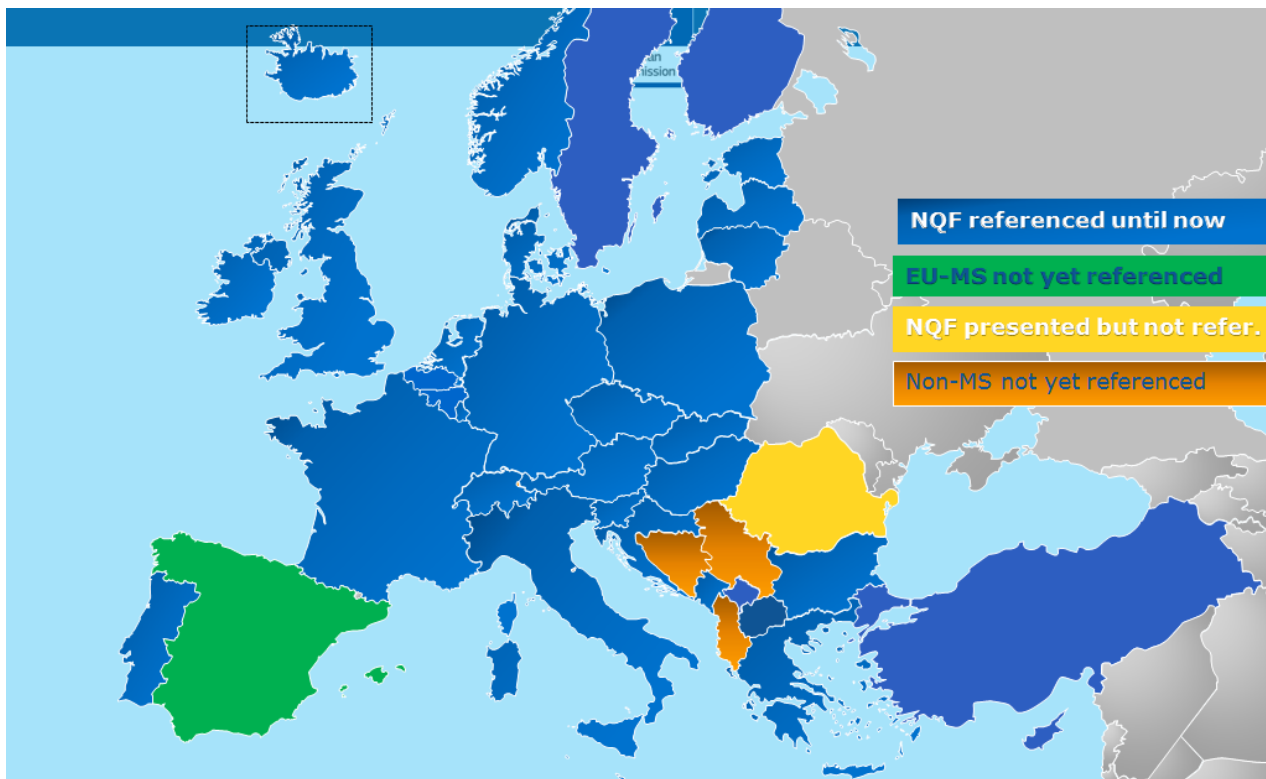 mission
NQF referenced until now
EU-MS not yet referenced
NQF presented but not refer.
Non-MS not yet referenced